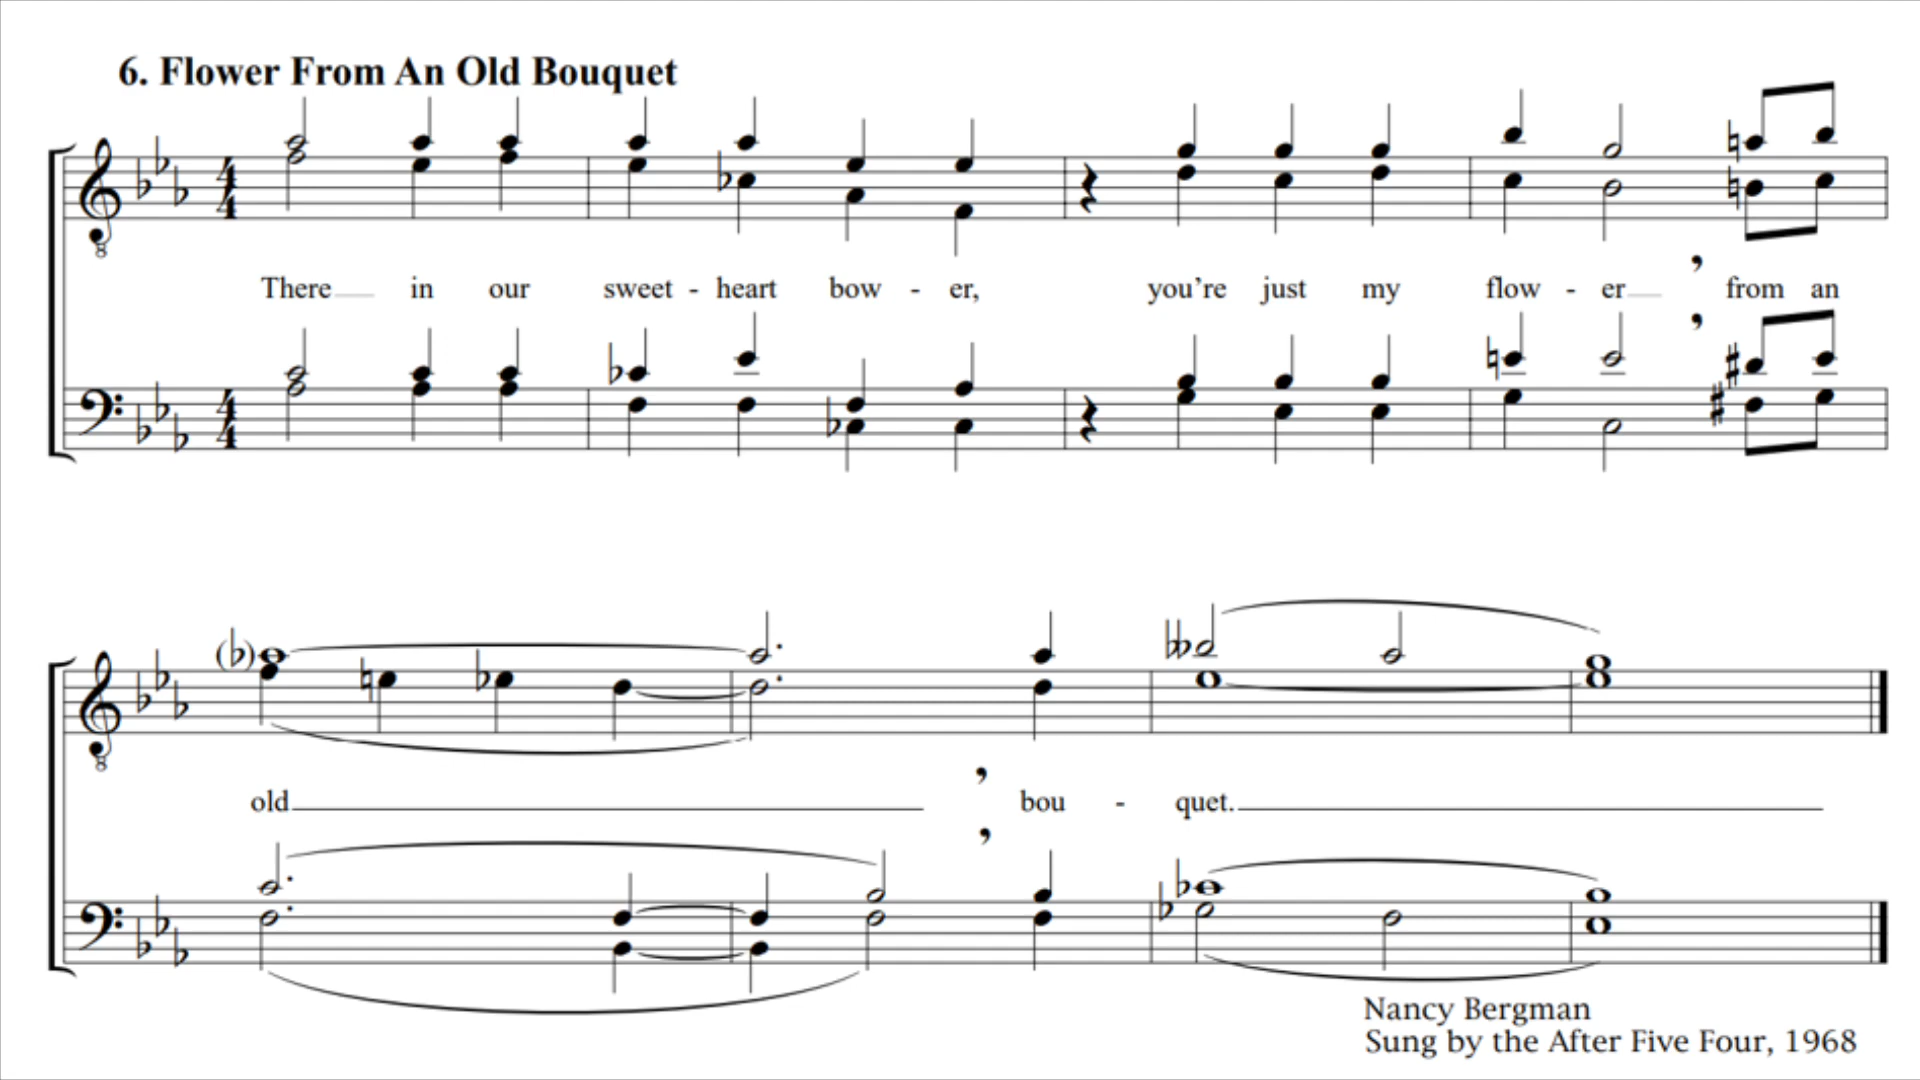 6. Flower From An Old Bouquet
There in our sweet - heart bow - er, you're just my flow - er from an
old bou - quet.
Nancy Bergman
Sung by the After Five Four, 1968